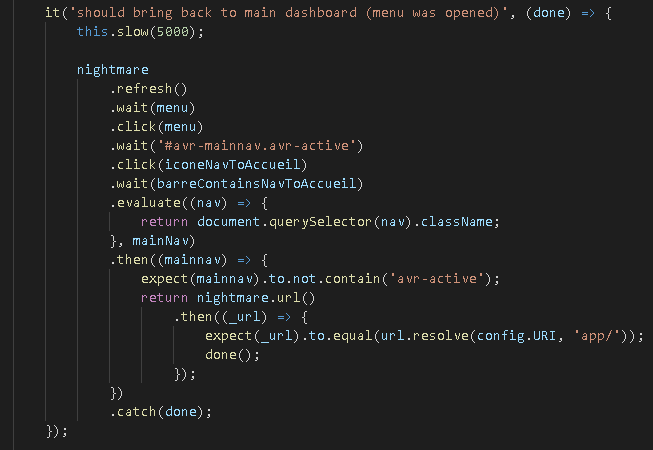 it('should bring back to main dashboard (menu was opened)', (done) => {
this.slow(5000);
nightmare
.refresh()
.wait(menu)
.click(menu)
.wait('#avr-mainnav.avr-active')
.click(iconeNavToAccueil)
.wait(barreContainsNavToAccueil)
.evaluate((nav) => {
return document.querySelector(nav).className;
}, mainNav)
.then((mainnav) => {
expect(mainnav).to.not.contain('avr-active');
return nightmare.url()
.then((_url) => {
expect(_url).to.equal(url.resolve(config.URI, 'app/'));
done();
});
})
.catch(done);
});